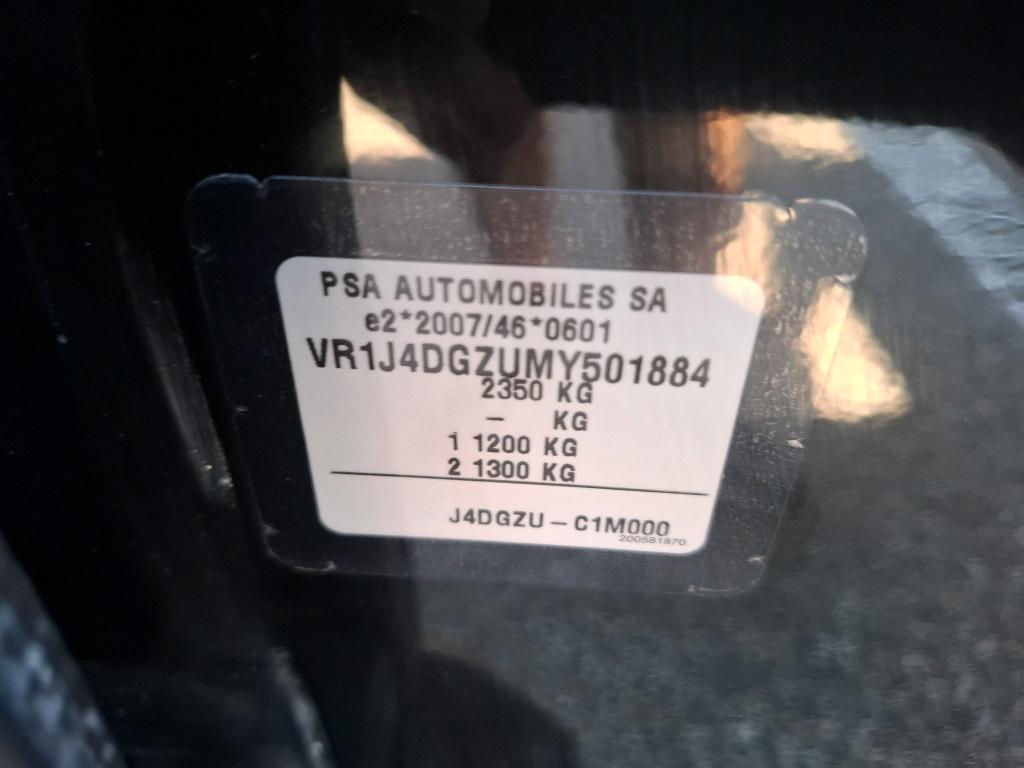 PSA AUTOMOBILES SA
e2*2007/46*0601
VR1J4DGZUMY501884
2350 KG
– KG
1 1200 KG
2 1300 KG
J4DGZU – C1M000
200581870